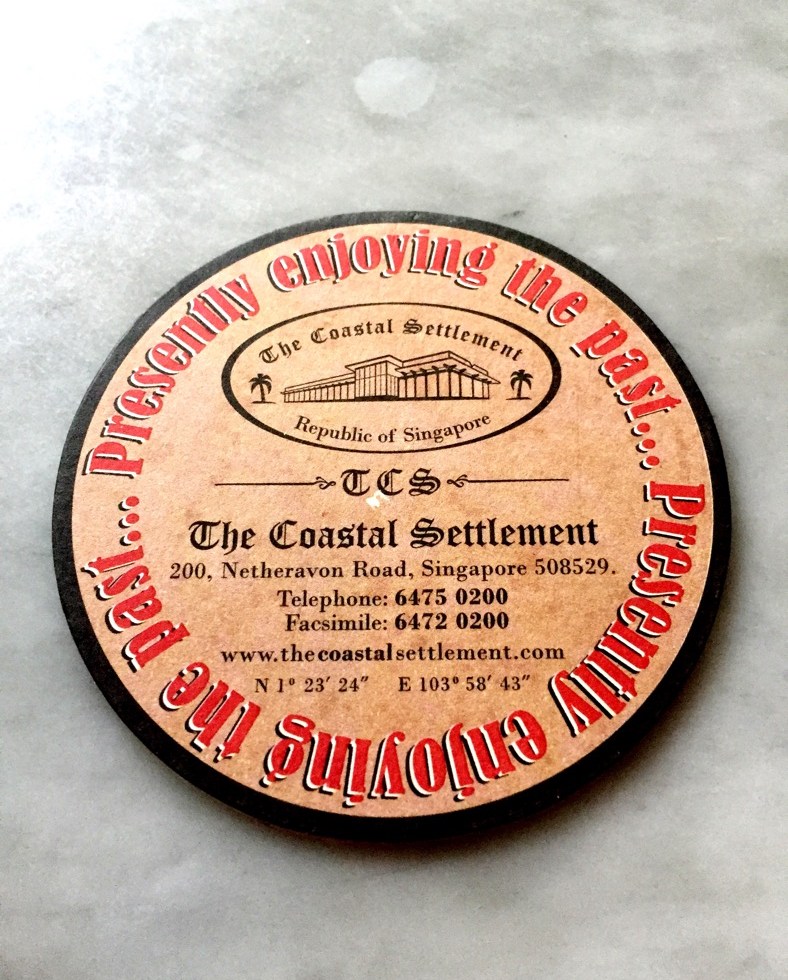 Presently enjoying the past...
Presently enjoying the past...
The Coastal Settlement
Republic of Singapore
TCS
The Coastal Settlement
200, Netheravon Road, Singapore 508529.
Telephone: 6475 0200
Facsimile: 6472 0200
www.thecoastalsettlement.com
N 1° 23′ 24″ E 103° 58′ 43″